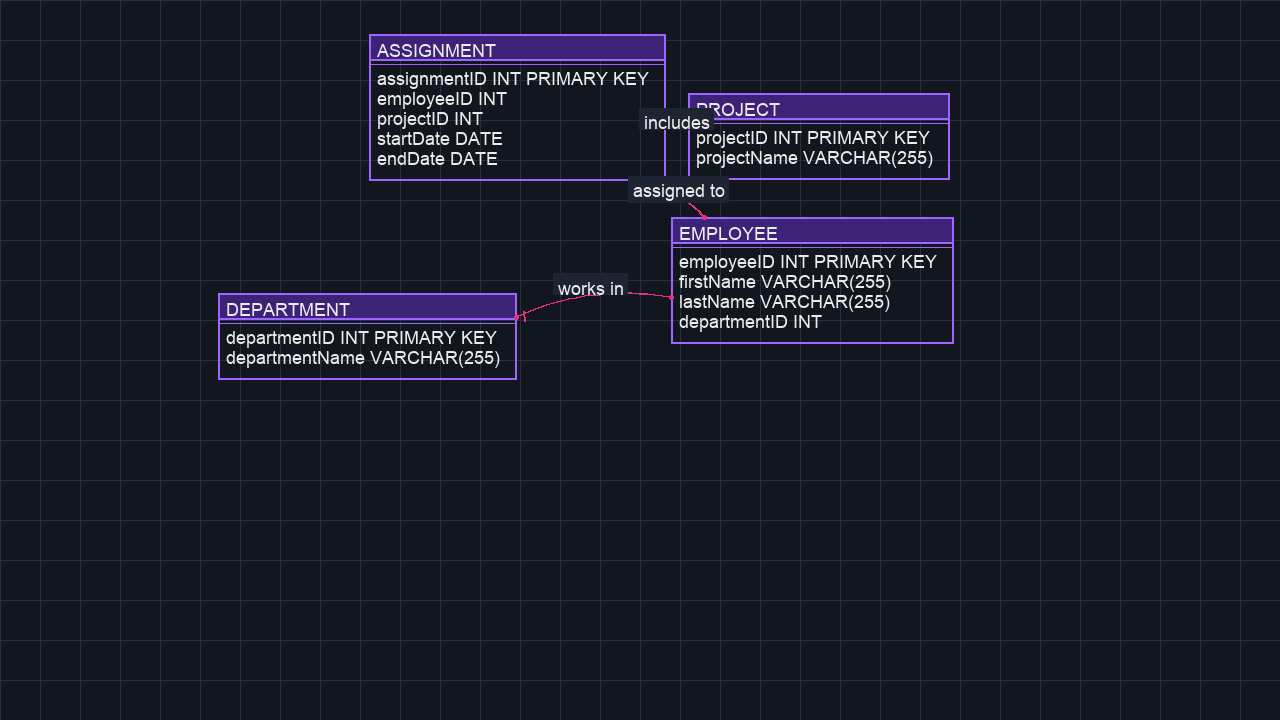 ASSIGNMENT
assignmentID INT PRIMARY KEY
employeeID INT
projectID INT
startDate DATE
endDate DATE
PROJECT
projectID INT PRIMARY KEY
projectName VARCHAR(255)
includes
assigned to
EMPLOYEE
employeeID INT PRIMARY KEY
firstName VARCHAR(255)
lastName VARCHAR(255)
departmentID INT
works in
DEPARTMENT
departmentID INT PRIMARY KEY
departmentName VARCHAR(255)